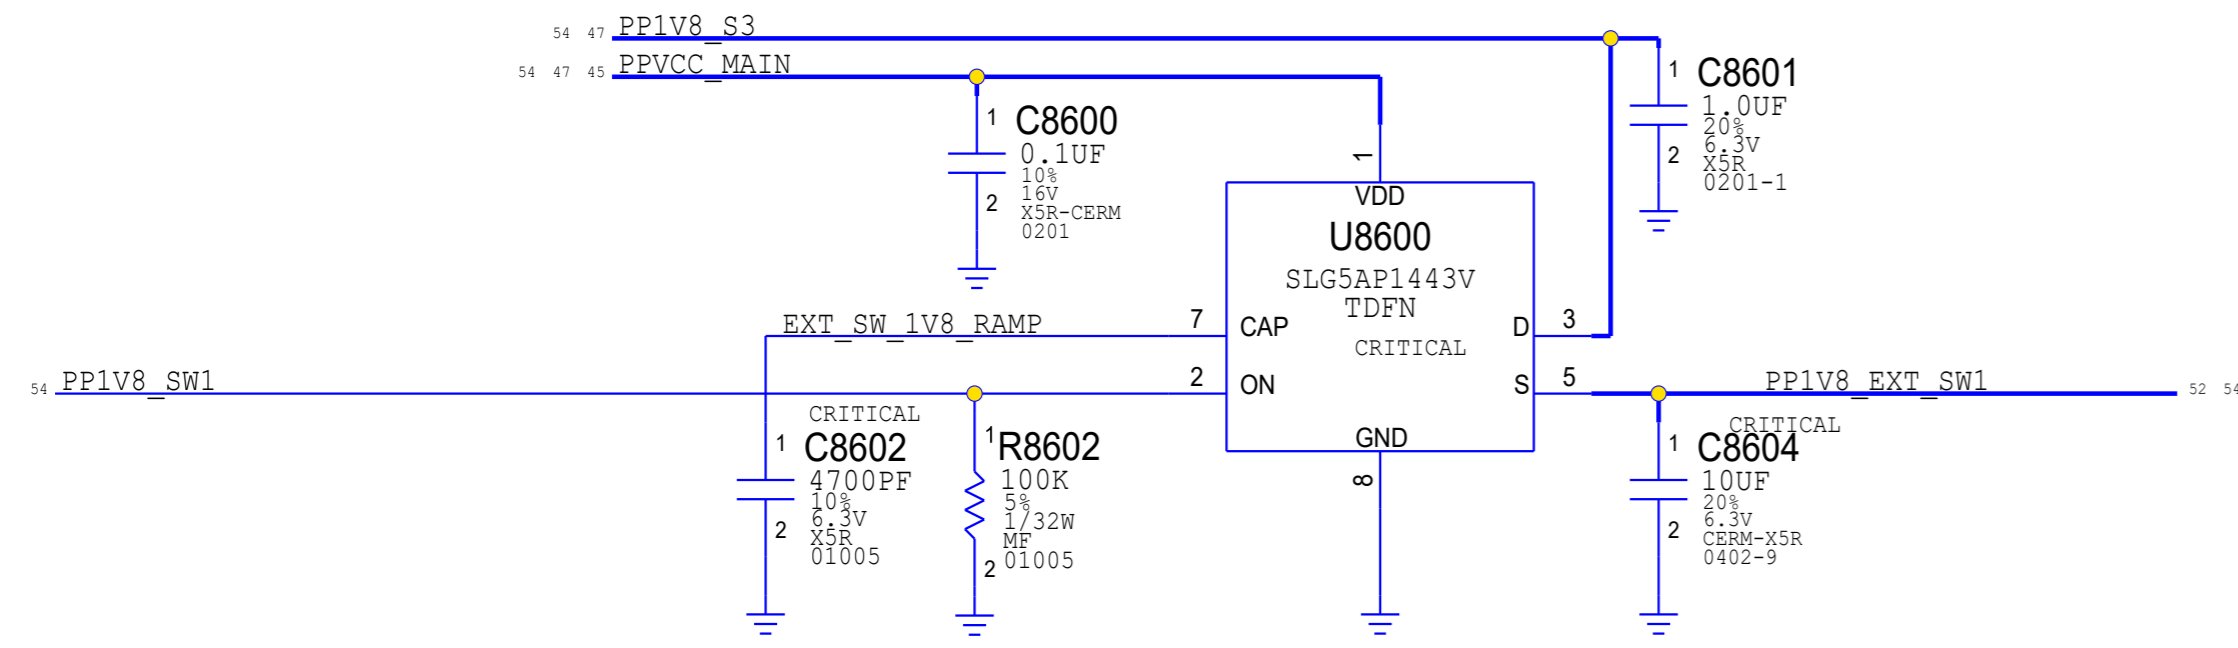 54 47 PP1V8_S3
54 47 45 PPVCC_MAIN
1 C8601
1.0UF
20%
6.3V
2 X5R
0201-1
1 C8600
0.1UF
10%
16V
2 X5R-CERM
0201
1
VDD
U8600
SLG5AP1443V
TDFN
CRITICAL
EXT_SW_1V8_RAMP 7 CAP
D 3
54 PP1V8_SW1 2 ON
S 5 PP1V8_EXT_SW1 52 54
GND
8
CRITICAL
1 C8602
4700PF
10%
6.3V
2 X5R
01005
1 R8602
100K
5%
1/32W
MF
2 01005
CRITICAL
1 C8604
10UF
20%
6.3V
2 CERM-X5R
0402-9